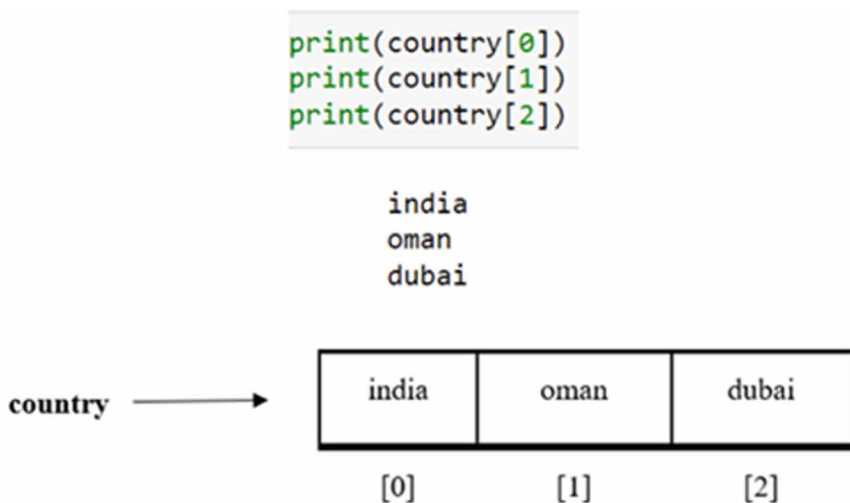 print(country[0])
print(country[1])
print(country[2])
india
oman
dubai
country india oman dubai
[0] [1] [2]